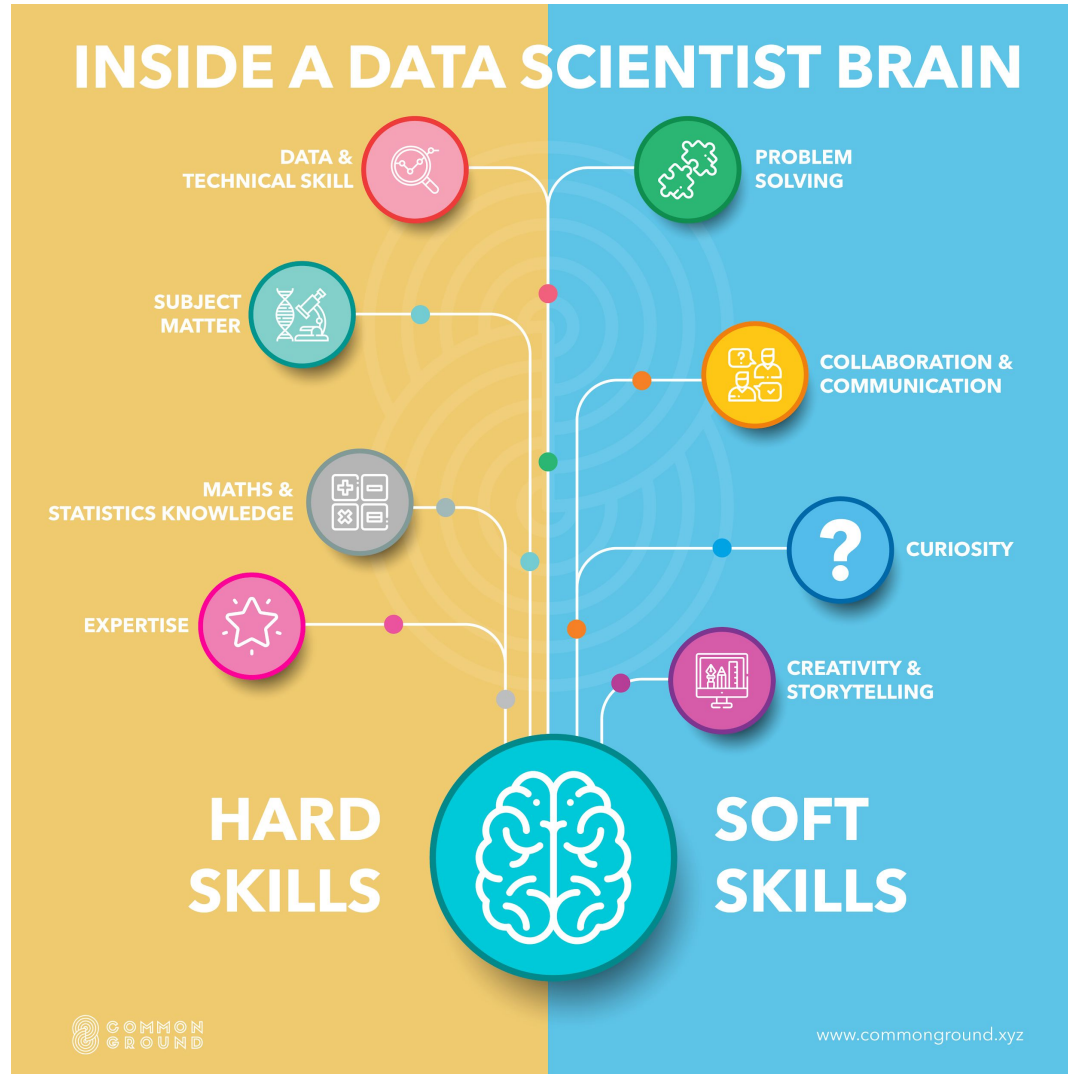 INSIDE A DATA SCIENTIST BRAIN
DATA &
TECHNICAL SKILL
SUBJECT
MATTER
MATHS &
STATISTICS KNOWLEDGE
EXPERTISE
PROBLEM
SOLVING
COLLABORATION &
COMMUNICATION
CURIOSITY
CREATIVITY &
STORYTELLING
HARD
SKILLS
SOFT
SKILLS
COMMON
GROUND
www.commonground.xyz